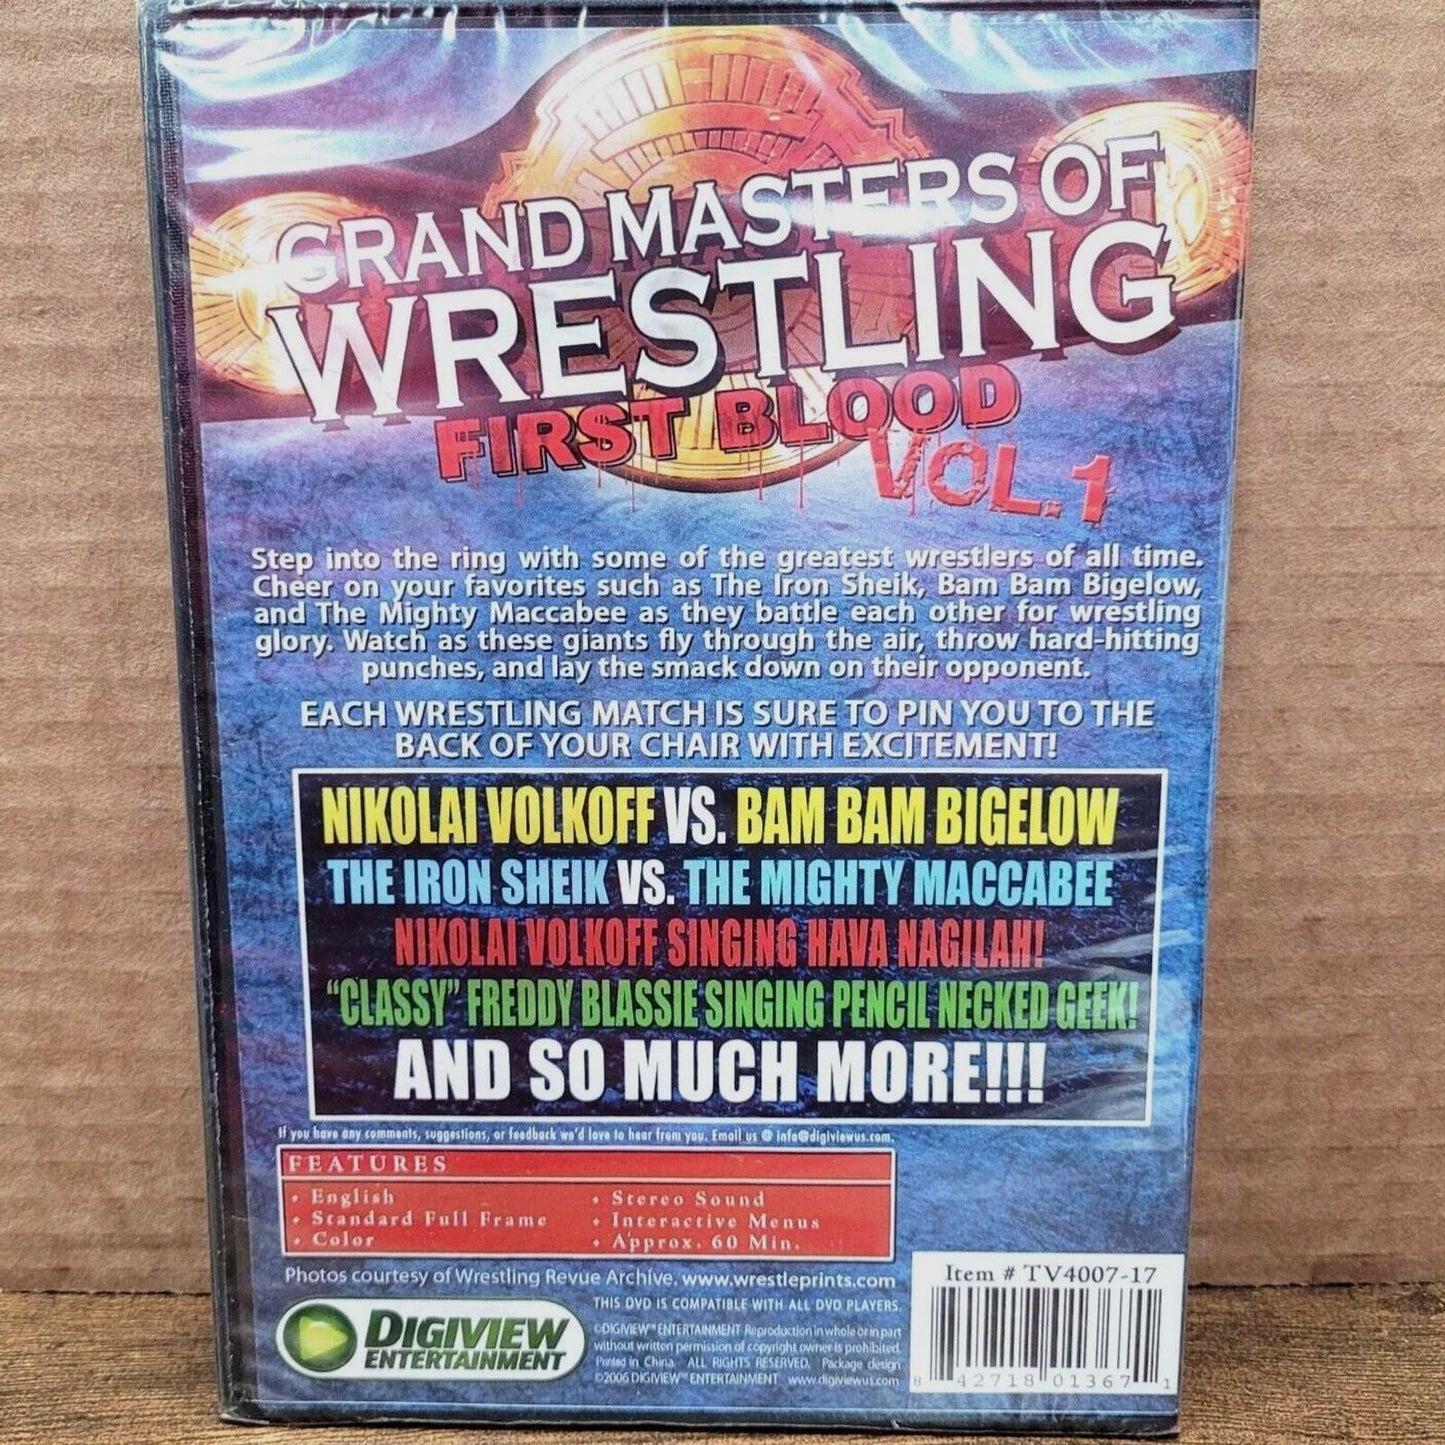 GRAND MASTERS OF
WRESTLING
FIRST BLOOD
VOL.1
Step into the ring with some of the greatest wrestlers of all time.
Cheer on your favorites such as The Iron Sheik, Bam Bam Bigelow,
and The Mighty Maccabee as they battle each other for wrestling
glory. Watch as these giants fly through the air, throw hard-hitting
punches, and lay the smack down on their opponent.
EACH WRESTLING MATCH IS SURE TO PIN YOU TO THE
BACK OF YOUR CHAIR WITH EXCITEMENT!
NIKOLAI VOLKOFF VS. BAM BAM BIGELOW
THE IRON SHEIK VS. THE MIGHTY MACCABEE
NIKOLAI VOLKOFF SINGING HAVA NAGILAH!
"CLASSY" FREDDY BLASSIE SINGING PENCIL NECKED GEEK!
AND SO MUCH MORE!!!
If you have any comments, suggestions, or feedback we'd love to hear from you. Email us @ info@digiviewus.com.
FEATURES
• English
• Standard Full Frame
• Color
• Stereo Sound
• Interactive Menus
• Approx. 60 Min.
Photos courtesy of Wrestling Revue Archive. www.wrestleprints.com
DIGIVIEW
ENTERTAINMENT
THIS DVD IS COMPATIBLE WITH ALL DVD PLAYERS.
©DIGIVIEW™ ENTERTAINMENT Reproduction in whole or in part
without written permission of copyright owner is prohibited.
Printed in China. ALL RIGHTS RESERVED. Package design
©2006 DIGIVIEW™ ENTERTAINMENT www.digiviewus.com
Item # TV4007-17
8 42718 01367 1